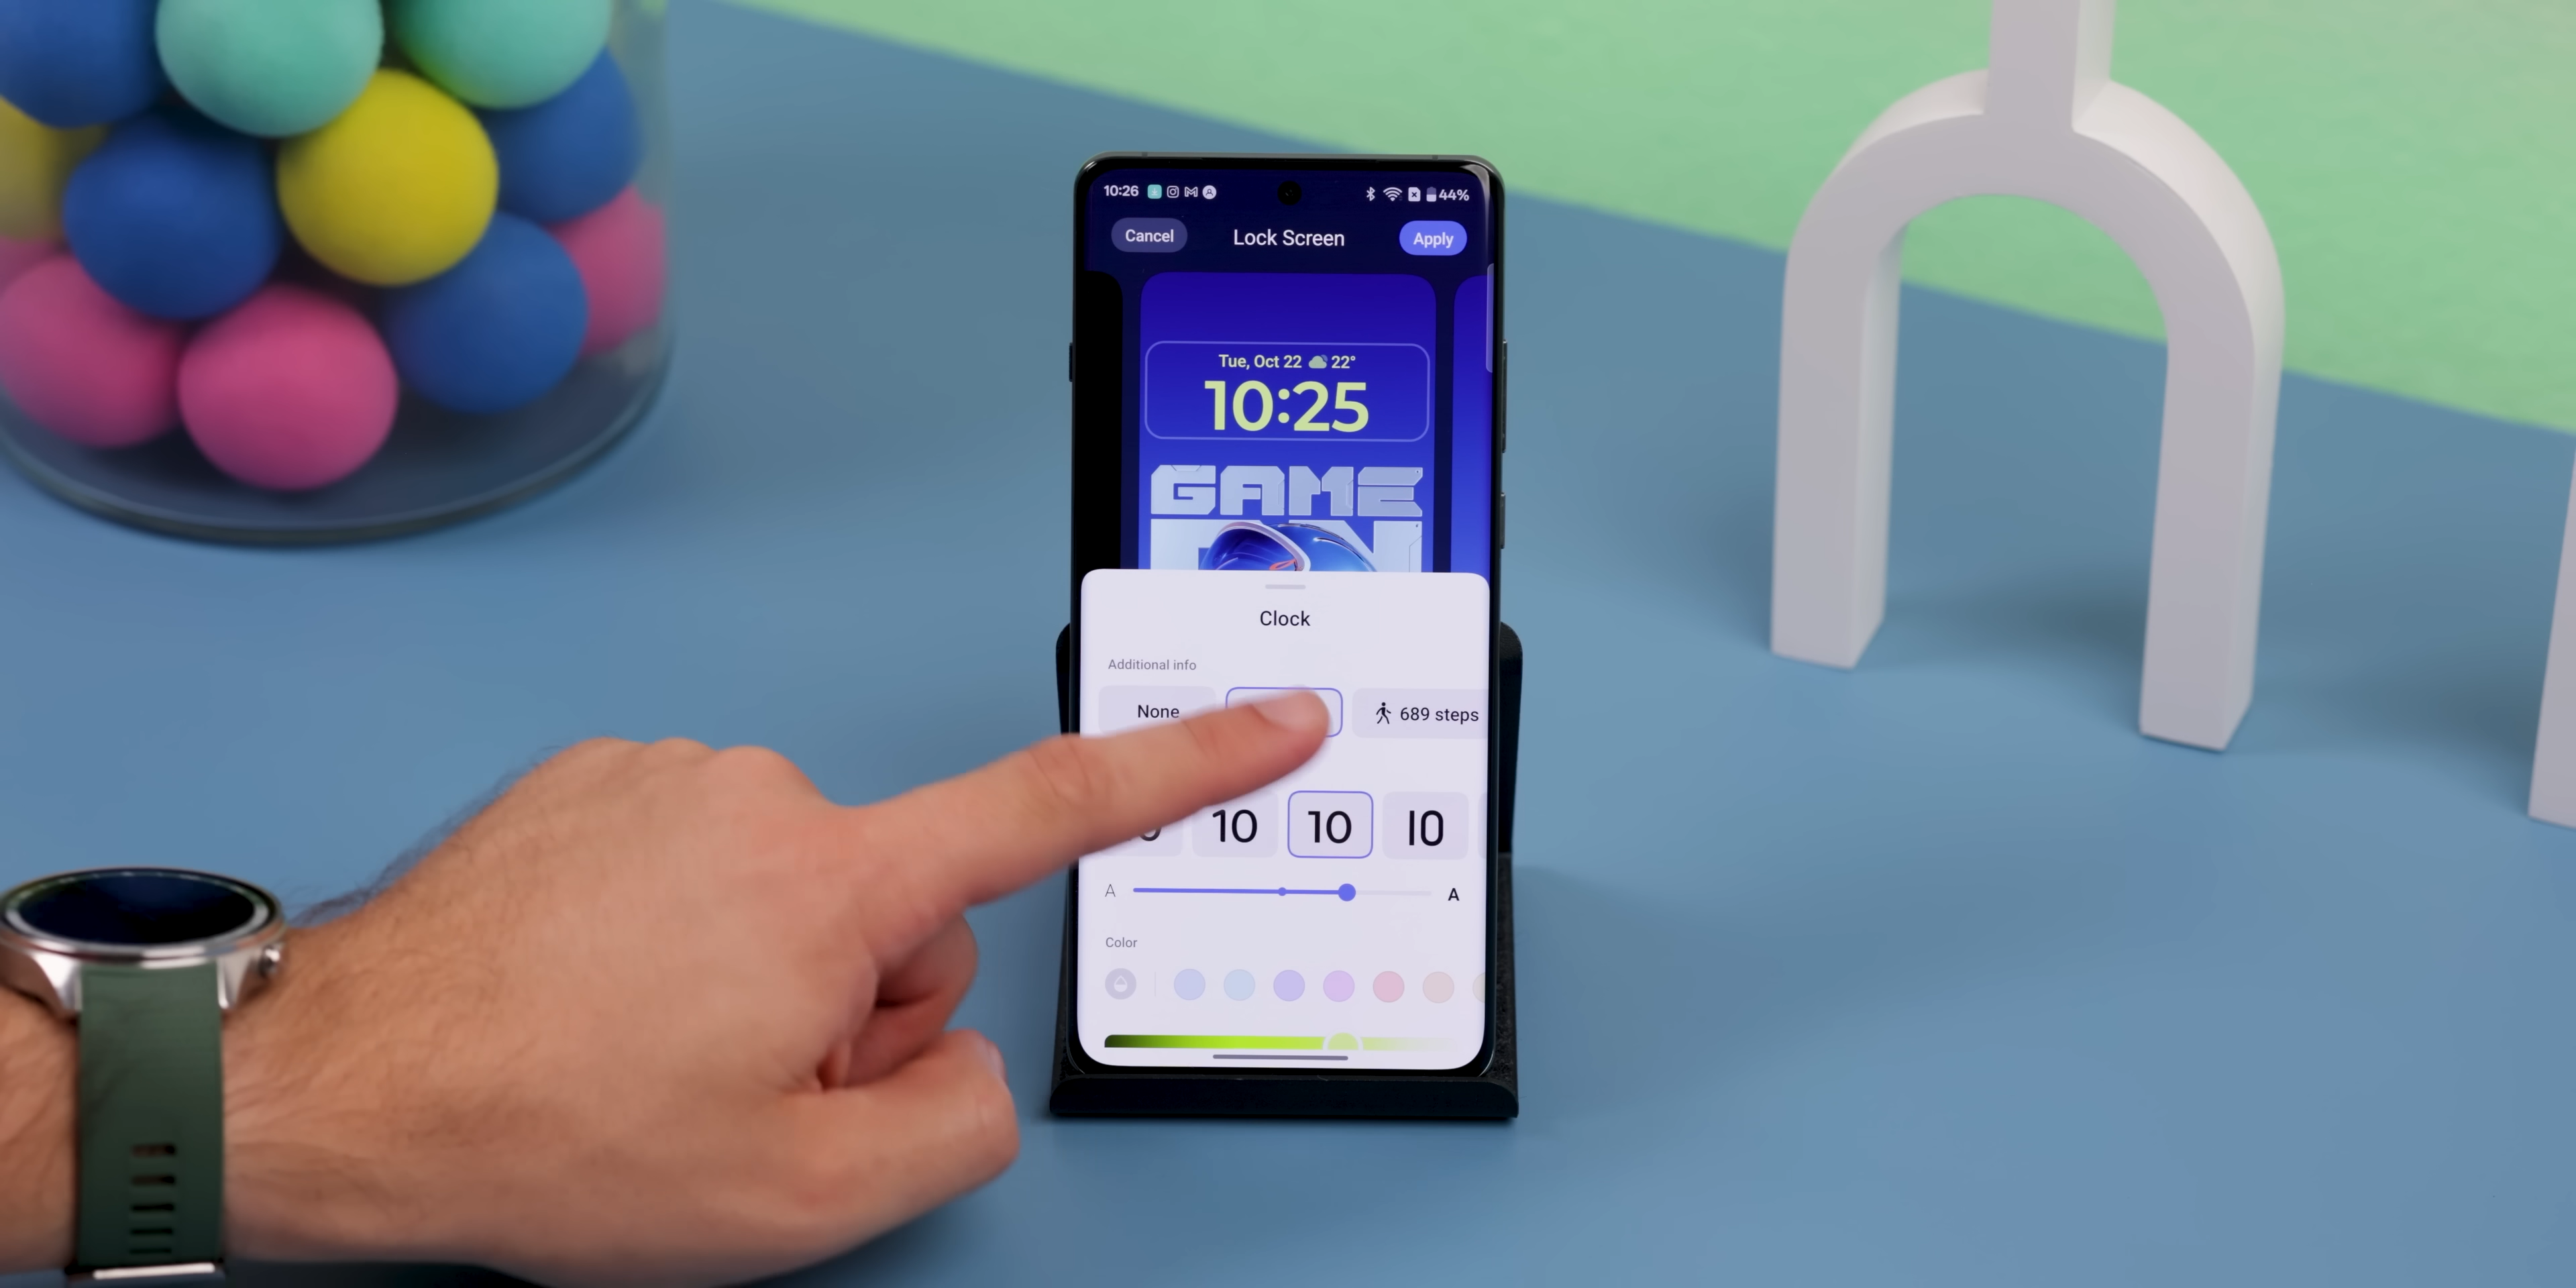 10:26 44%
Cancel Lock Screen Apply
Tue, Oct 22 22°
10:25
GAME
Clock
Additional info
None 689 steps
10 10 10
A A
Color